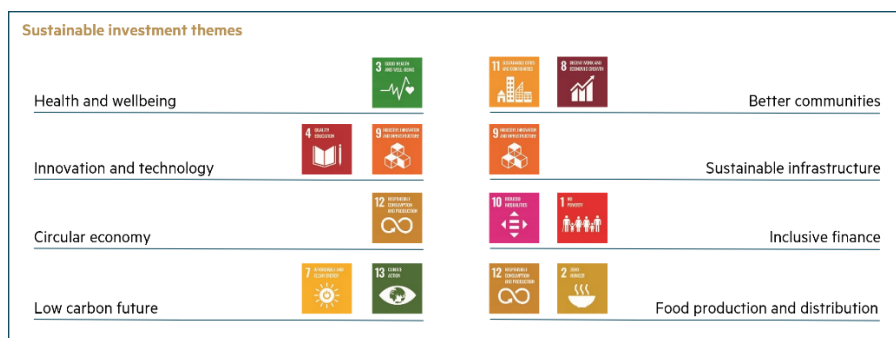 Sustainable investment themes
3 GOOD HEALTH
AND WELL-BEING
Health and wellbeing
11 SUSTAINABLE CITIES
AND COMMUNITIES
8 DECENT WORK AND
ECONOMIC GROWTH
Better communities
4 QUALITY
EDUCATION
9 INDUSTRY, INNOVATION
AND INFRASTRUCTURE
Innovation and technology
9 INDUSTRY, INNOVATION
AND INFRASTRUCTURE
Sustainable infrastructure
12 RESPONSIBLE
CONSUMPTION
AND PRODUCTION
Circular economy
10 REDUCED
INEQUALITIES
1 NO
POVERTY
Inclusive finance
7 AFFORDABLE AND
CLEAN ENERGY
13 CLIMATE
ACTION
Low carbon future
12 RESPONSIBLE
CONSUMPTION
AND PRODUCTION
2 ZERO
HUNGER
Food production and distribution